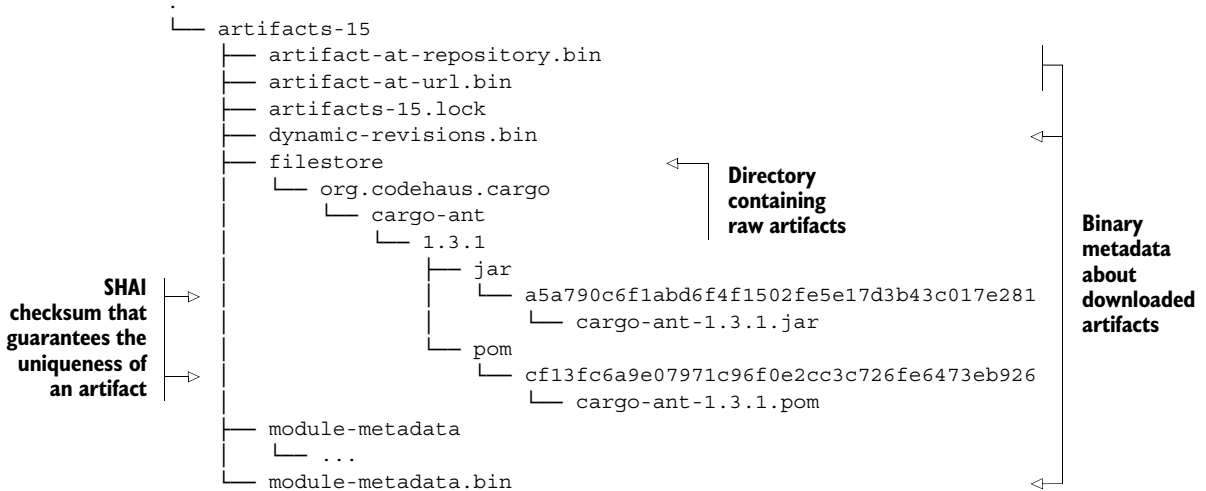 .
└── artifacts-15
├── artifact-at-repository.bin
├── artifact-at-url.bin
├── artifacts-15.lock
├── dynamic-revisions.bin
├── filestore
│ └── org.codehaus.cargo
│ └── cargo-ant
│ └── 1.3.1
│ ├── jar
│ │ └── a5a790c6f1abd6f4f1502fe5e17d3b43c017e281
│ │ └── cargo-ant-1.3.1.jar
│ └── pom
│ └── cf13fc6a9e07971c96f0e2cc3c726fe6473eb926
│ └── cargo-ant-1.3.1.pom
├── module-metadata
│ └── ...
└── module-metadata.bin
Directory
containing
raw artifacts
SHAI
checksum that
guarantees the
uniqueness of
an artifact
Binary
metadata
about
downloaded
artifacts